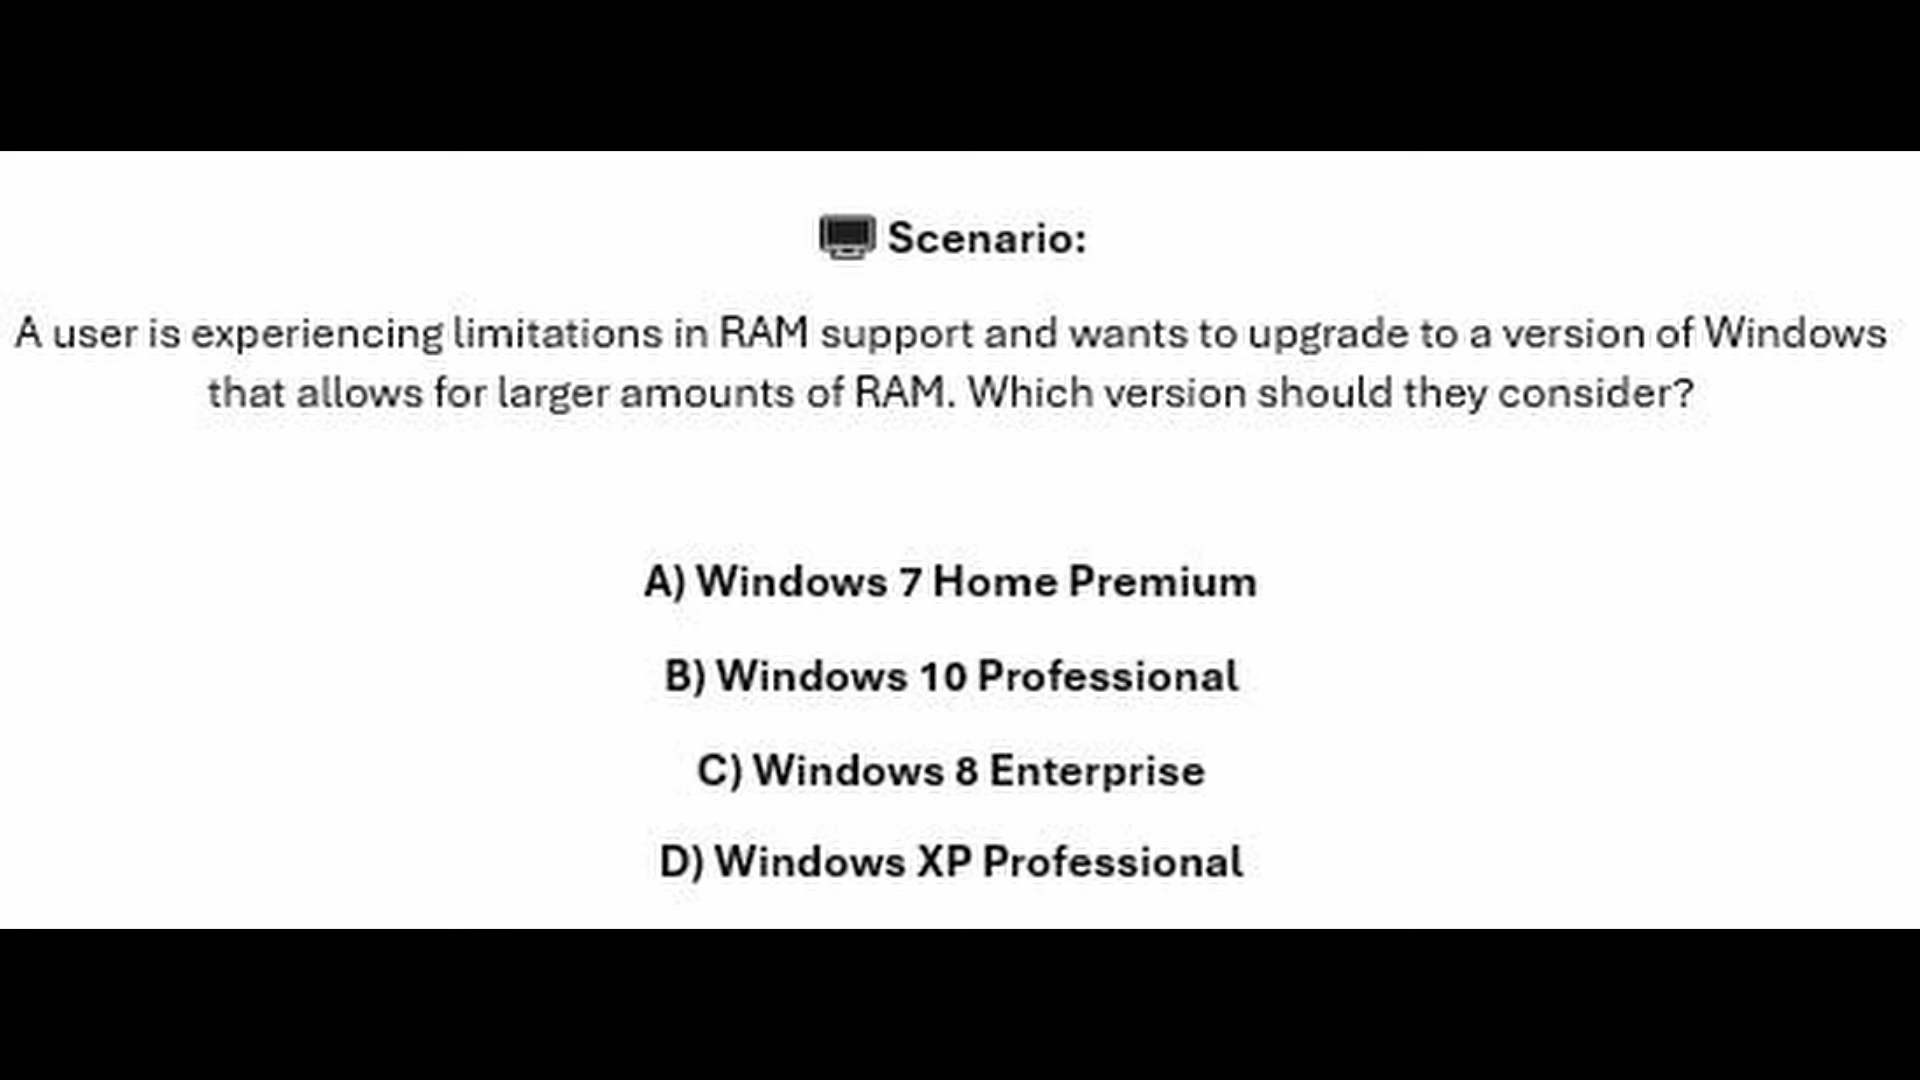 🖥️ Scenario:
A user is experiencing limitations in RAM support and wants to upgrade to a version of Windows
that allows for larger amounts of RAM. Which version should they consider?
A) Windows 7 Home Premium
B) Windows 10 Professional
C) Windows 8 Enterprise
D) Windows XP Professional